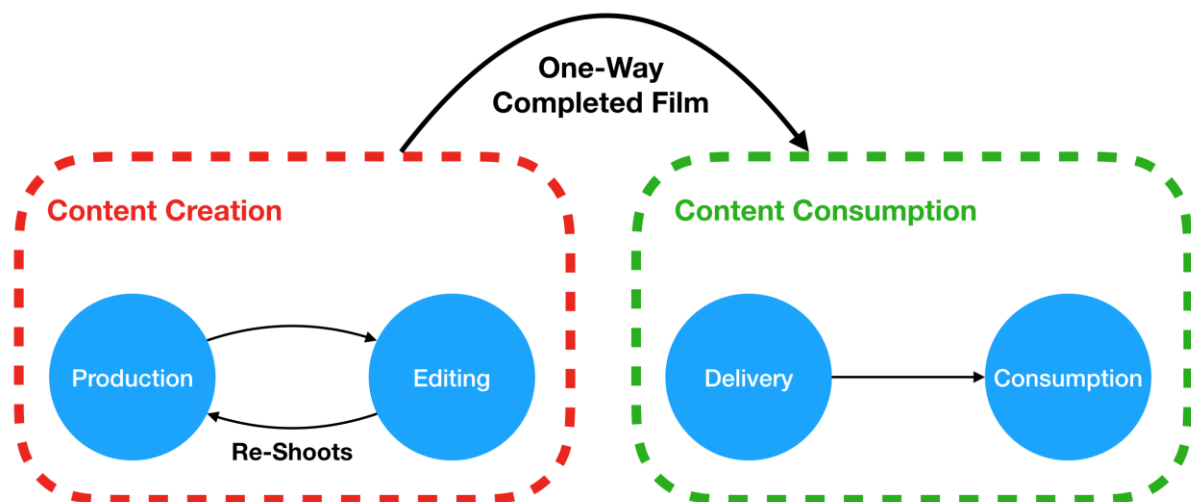 One-Way
Completed Film
Content Creation
Content Consumption
Production
Editing
Delivery
Consumption
Re-Shoots